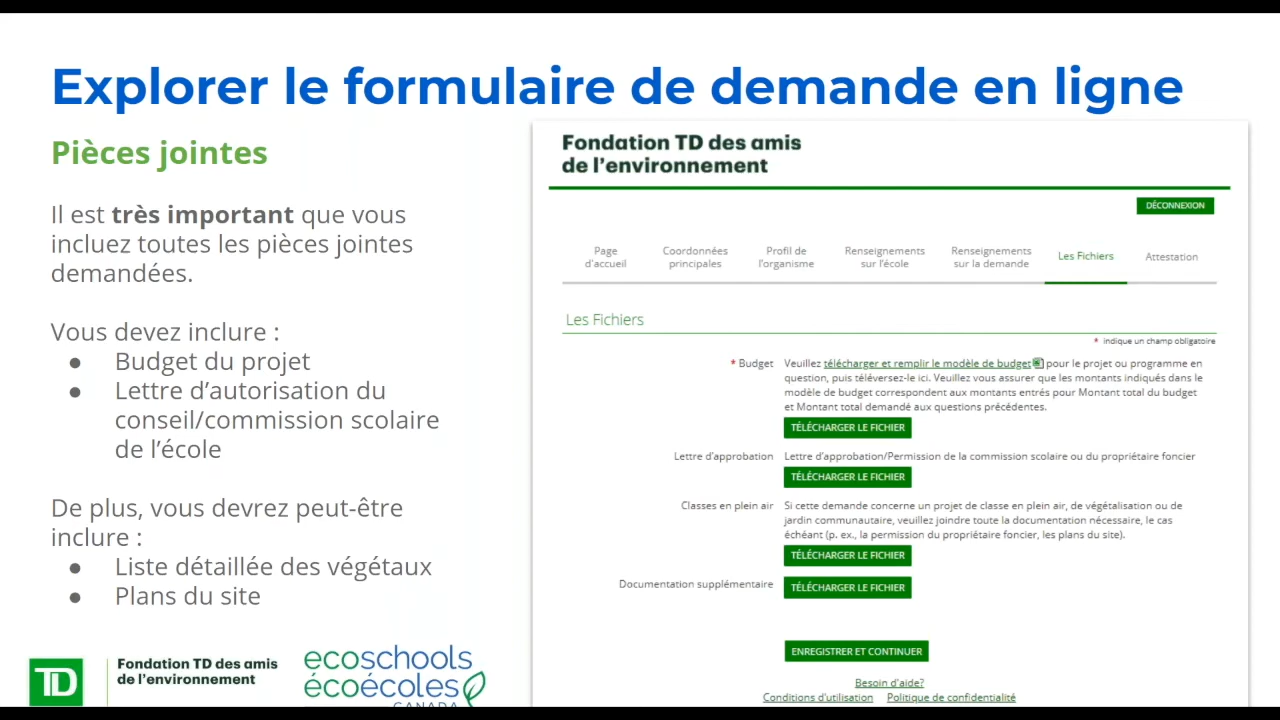 Explorer le formulaire de demande en ligne
Pièces jointes
Il est très important que vous
incluez toutes les pièces jointes
demandées.
Vous devez inclure :
● Budget du projet
● Lettre d'autorisation du
conseil/commission scolaire
de l'école
De plus, vous devrez peut-être
inclure :
● Liste détaillée des végétaux
● Plans du site
TD
Fondation TD des amis
de l'environnement
ecoschools
écoécoles
CANADA
Fondation TD des amis
de l'environnement
DÉCONNEXION
Page
d'accueil
Coordonnées
principales
Profil de
l'organisme
Renseignements
sur l'école
Renseignements
sur la demande
Les Fichiers
Attestation
Les Fichiers
* indique un champ obligatoire
* Budget
Veuillez télécharger et remplir le modèle de budget pour le projet ou programme en
question, puis téléversez-le ici. Veuillez vous assurer que les montants indiqués dans le
modèle de budget correspondent aux montants entrés pour Montant total du budget
et Montant total demandé aux questions précédentes.
TÉLÉCHARGER LE FICHIER
Lettre d'approbation
Lettre d'approbation/Permission de la commission scolaire ou du propriétaire foncier
TÉLÉCHARGER LE FICHIER
Classes en plein air
Si cette demande concerne un projet de classe en plein air, de végétalisation ou de
jardin communautaire, veuillez joindre toute la documentation nécessaire, le cas
échéant (p. ex., la permission du propriétaire foncier, les plans du site).
TÉLÉCHARGER LE FICHIER
Documentation supplémentaire
TÉLÉCHARGER LE FICHIER
ENREGISTRER ET CONTINUER
Besoin d'aide?
Conditions d'utilisation
Politique de confidentialité